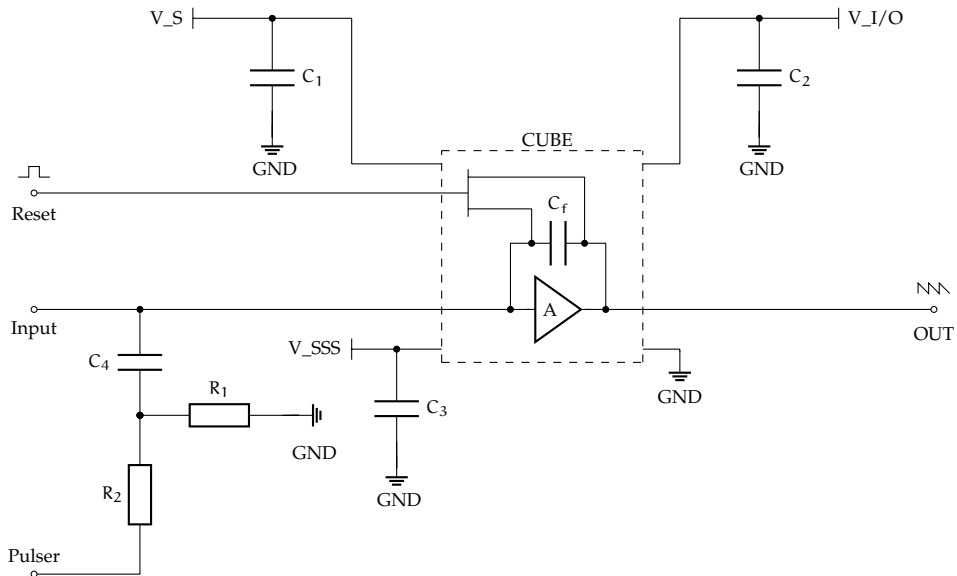 V_S
V_I/O
C₁
C₂
GND
GND
CUBE
Reset
C_f
Input
A
OUT
V_SSS
C₄
GND
R₁
C₃
GND
R₂
GND
Pulser